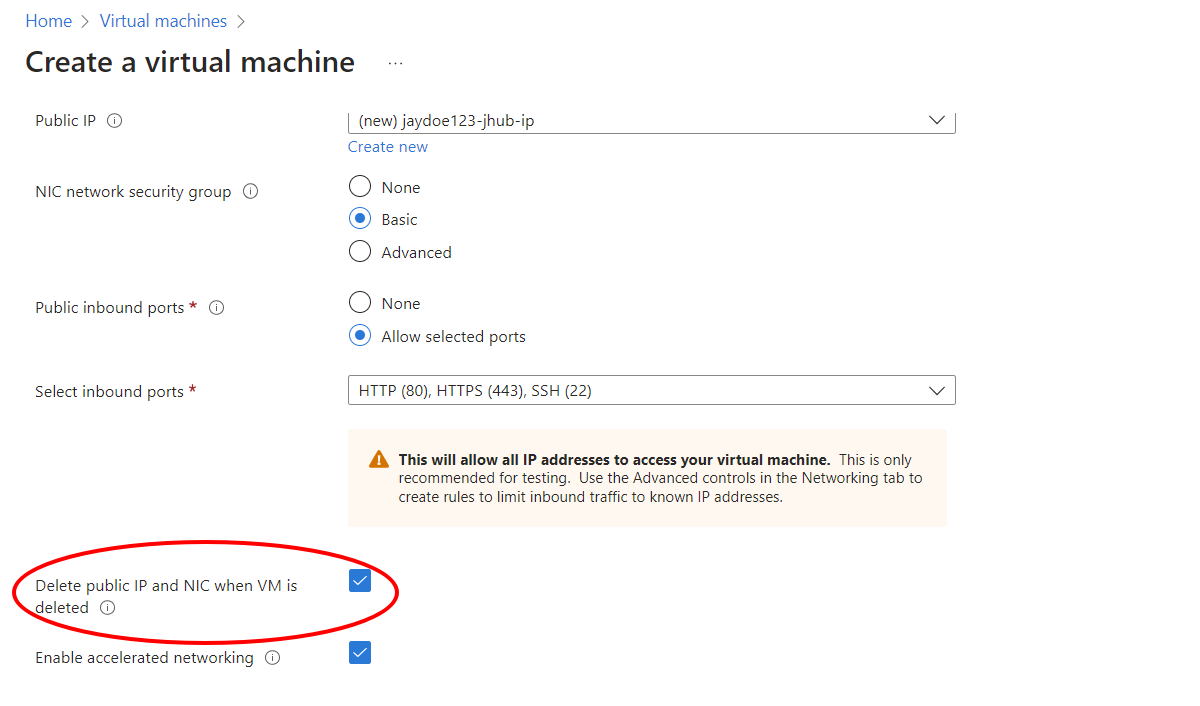 Home > Virtual machines >
Create a virtual machine ...
Public IP
(new) jaydoe123-jhub-ip
Create new
NIC network security group
None
Basic
Advanced
Public inbound ports *
None
Allow selected ports
Select inbound ports *
HTTP (80), HTTPS (443), SSH (22)
This will allow all IP addresses to access your virtual machine. This is only
recommended for testing. Use the Advanced controls in the Networking tab to
create rules to limit inbound traffic to known IP addresses.
Delete public IP and NIC when VM is
deleted
Enable accelerated networking